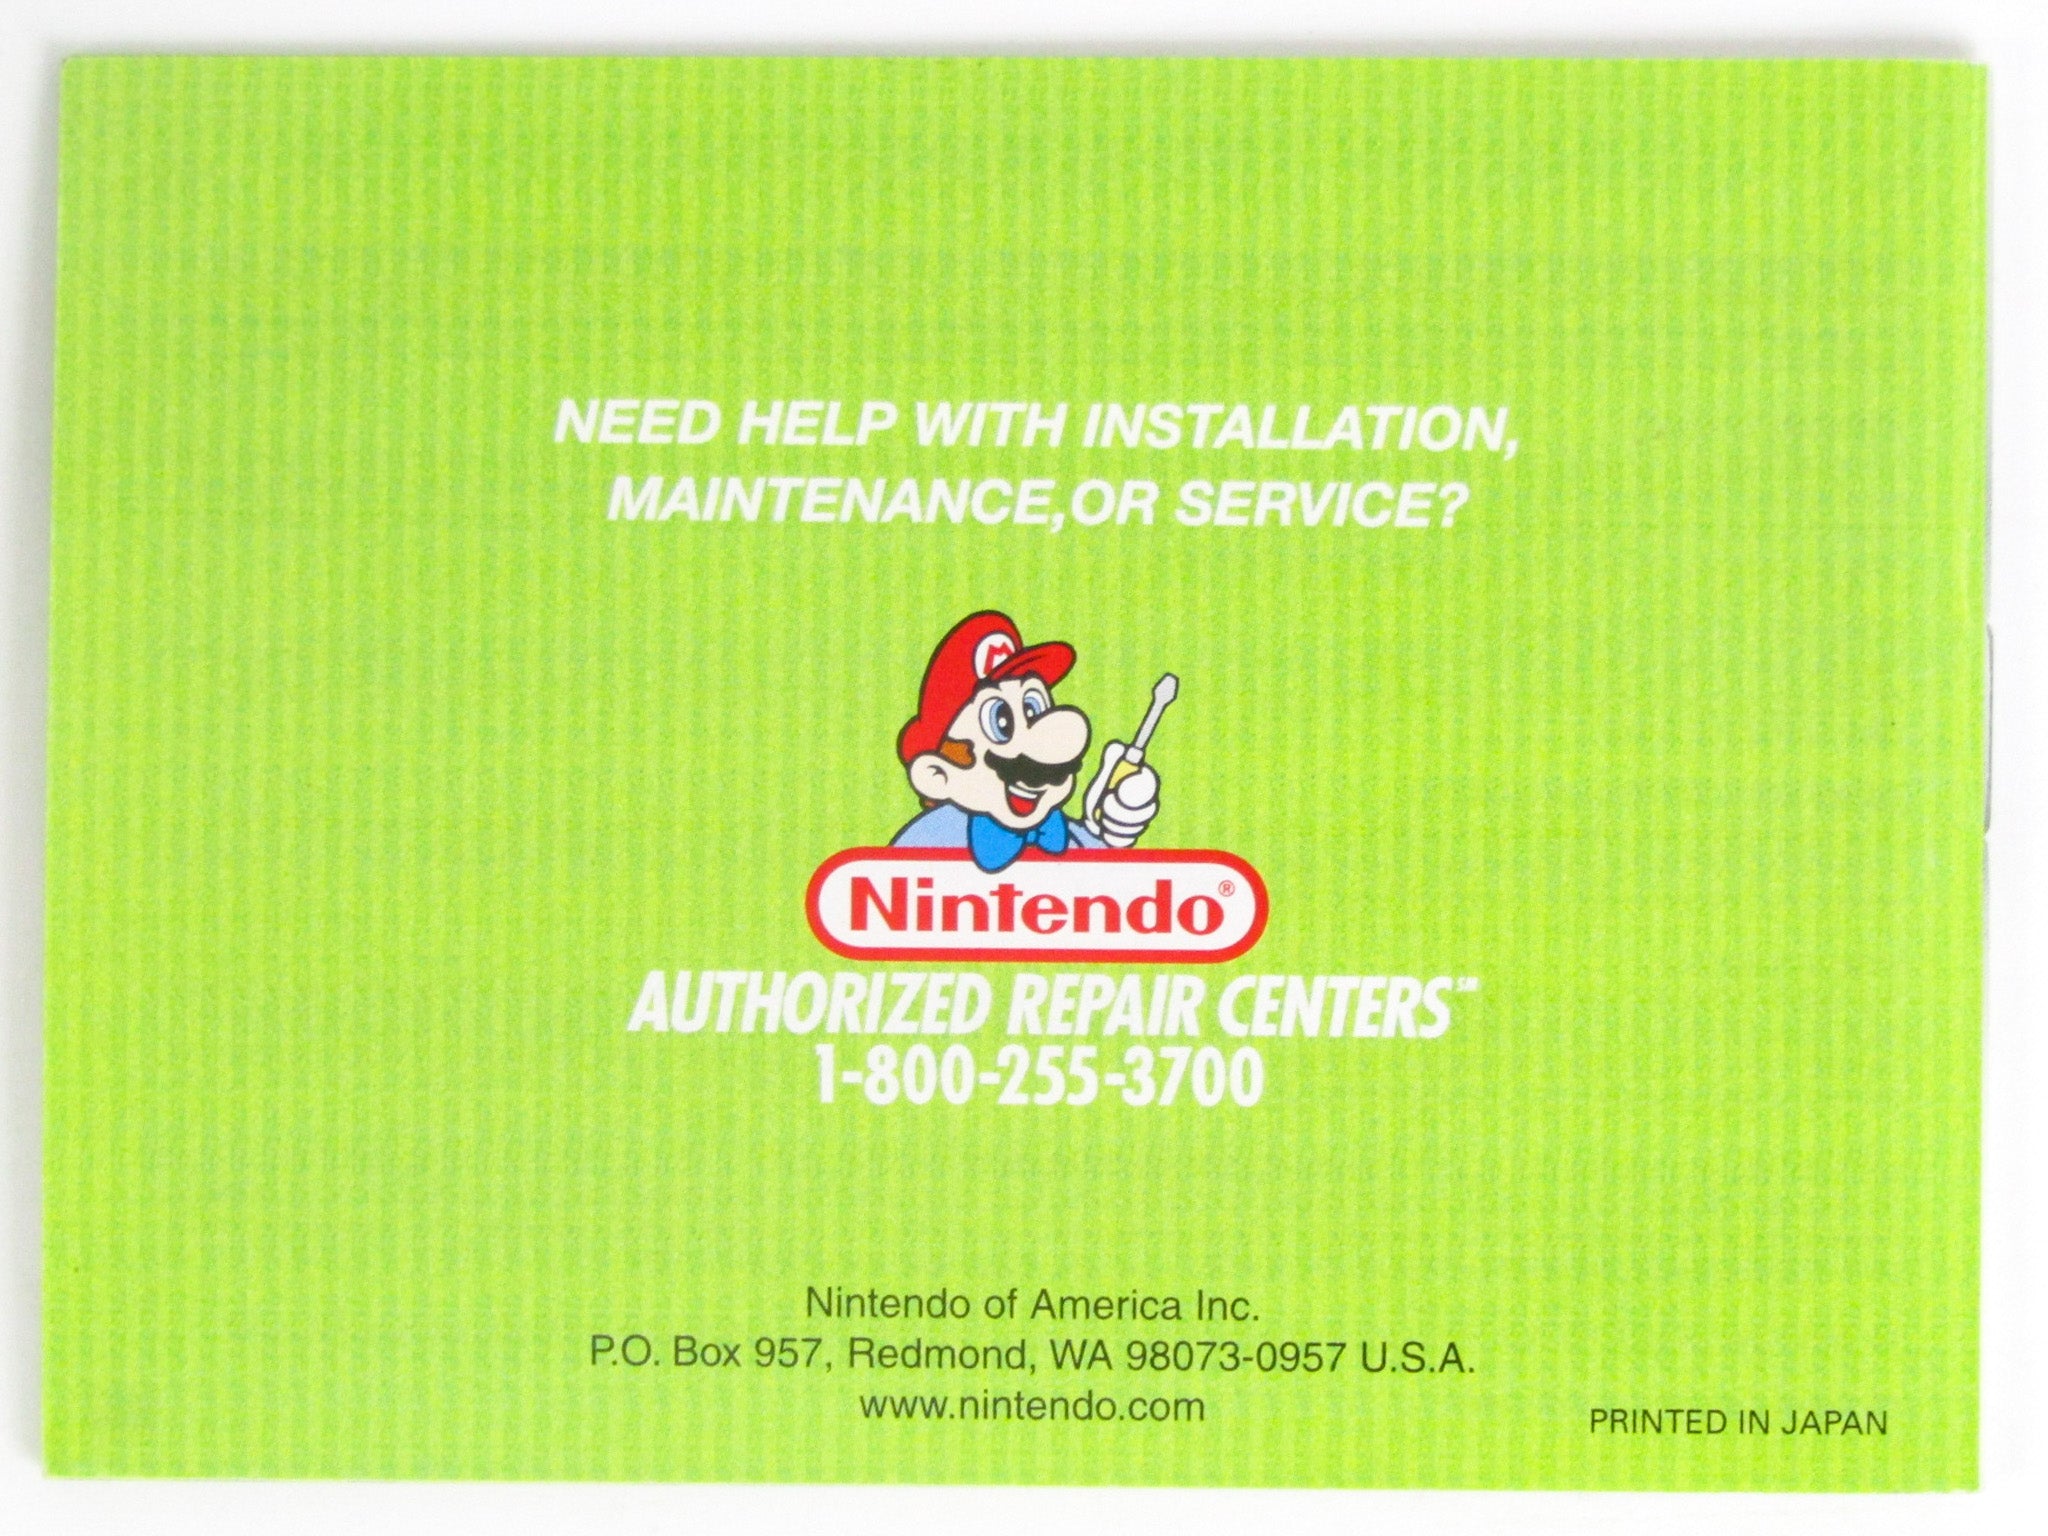 NEED HELP WITH INSTALLATION,
MAINTENANCE,OR SERVICE?
M
Nintendo®
AUTHORIZED REPAIR CENTERS℠
1-800-255-3700
Nintendo of America Inc.
P.O. Box 957, Redmond, WA 98073-0957 U.S.A.
www.nintendo.com
PRINTED IN JAPAN